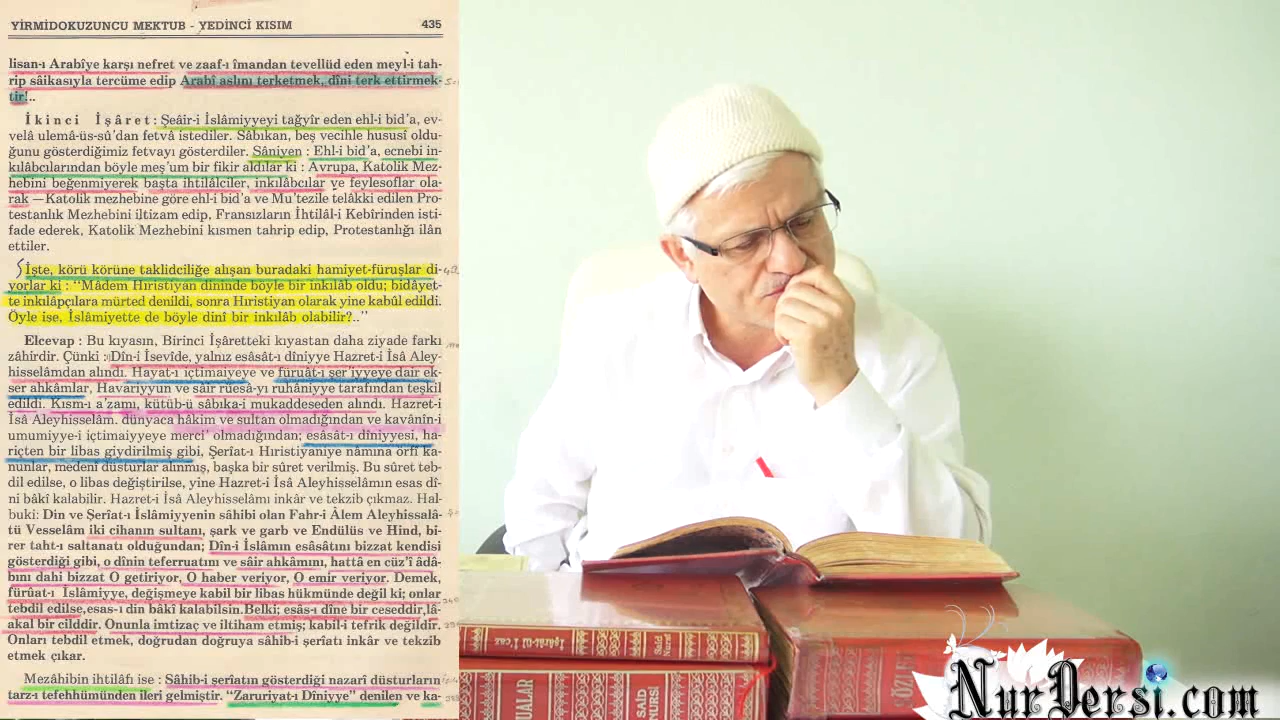 YİRMİDOKUZUNCU MEKTUB - YEDİNCİ KISIM 435
lisan-ı Arabîye karşı nefret ve zaaf-ı îmandan tevellüd eden meyl-i tah-
rip sâikasıyla tercüme edip Arabî aslını terketmek, dîni terk ettirmek-
tir!..
İkinci İşâret: Şeâir-i İslâmiyyeyi tağyîr eden ehl-i bid'a, ev-
velâ ulemâ-üs-sû'dan fetvâ istediler. Sâbıkan, beş vecihle hususî oldu-
ğunu gösterdiğimiz fetvayı gösterdiler. Sâniyen : Ehl-i bid'a, ecnebî in-
kılâbcılarından böyle meş'um bir fikir aldılar ki : Avrupa, Katolik Mez-
hebini beğenmiyerek başta ihtilâlciler, inkılâbcılar ve feylesoflar ola-
rak —Katolik mezhebine göre ehl-i bid'a ve Mu'tezile telâkki edilen Pro-
testanlık Mezhebini iltizam edip, Fransızların İhtilâl-i Kebîrinden isti-
fade ederek, Katolik Mezhebini kısmen tahrip edip, Protestanlığı ilân
ettiler.
İşte, körü körüne taklidciliğe alışan buradaki hamiyet-füruşlar di-
yorlar ki : "Mâdem Hıristiyan dîninde böyle bir inkılâb oldu; bidâyet-
te inkılâpçılara mürted denildi, sonra Hıristiyan olarak yine kabûl edildi.
Öyle ise, İslâmiyette de böyle dinî bir inkılâb olabilir?.."
Elcevap : Bu kıyasın, Birinci İşâretteki kıyastan daha ziyade farkı
zâhirdir. Çünki : Dîn-i İsevîde, yalnız esâsât-ı dîniyye Hazret-i İsâ Aley-
hisselâmdan alındı. Hayat-ı içtimaiyeye ve füruât-ı şer'iyyeye dair ek-
ser ahkâmlar, Havariyyun ve sâir rüesâ-yı ruhâniyye tarafından teşkil
edildi. Kısm-ı a'zamı, kütüb-ü sâbıka-i mukaddeseden alındı. Hazret-i
İsâ Aleyhisselâm. dünyaca hâkim ve sultan olmadığından ve kavânîn-i
umumiyye-i içtimaiyyeye merci' olmadığından; esâsât-ı dîniyyesi, ha-
riçten bir libas giydirilmiş gibi, Şerîat-ı Hıristiyaniye nâmına örfî ka-
nunlar, medenî düsturlar alınmış, başka bir sûret verilmiş. Bu sûret teb-
dil edilse, o libas değiştirilse, yine Hazret-i İsâ Aleyhisselâmın esas dî-
ni bâki kalabilir. Hazret-i İsâ Aleyhisselâmı inkâr ve tekzib çıkmaz. Hal-
buki: Din ve Şerîat-ı İslâmiyyenin sâhibi olan Fahr-i Âlem Aleyhissalâ-
tü Vesselâm iki cihanın sultanı, şark ve garb ve Endülüs ve Hind, bi-
rer taht-ı saltanatı olduğundan; Dîn-i İslâmın esâsâtını bizzat kendisi
gösterdiği gibi, o dînin teferruatını ve sâir ahkâmını, hattâ en cüz'î âdâ-
bını dahi bizzat O getiriyor, O haber veriyor, O emir veriyor. Demek,
fürûat-ı İslâmiyye, değişmeye kabil bir libas hükmünde değil ki; onlar
tebdil edilse,esas-ı din bâkî kalabilsin. Belki; esâs-ı dîne bir ceseddir,lâ-
akal bir cilddir. Onunla imtizaç ve iltiham etmiş; kabil-i tefrik değildir.
Onları tebdil etmek, doğrudan doğruya sâhib-i şerîatı inkâr ve tekzib
etmek çıkar.
Mezâhibin ihtilâfı ise : Sâhib-i şerîatın gösterdiği nazarî düsturların
tarz-ı tefehhümünden ileri gelmiştir. "Zaruriyat-ı Dîniyye" denilen ve ka-
İşârât-ül İ'caz
Said Nursî
ŞUALAR
SAİD NURSİ
SÖZLER
NurDersi.com